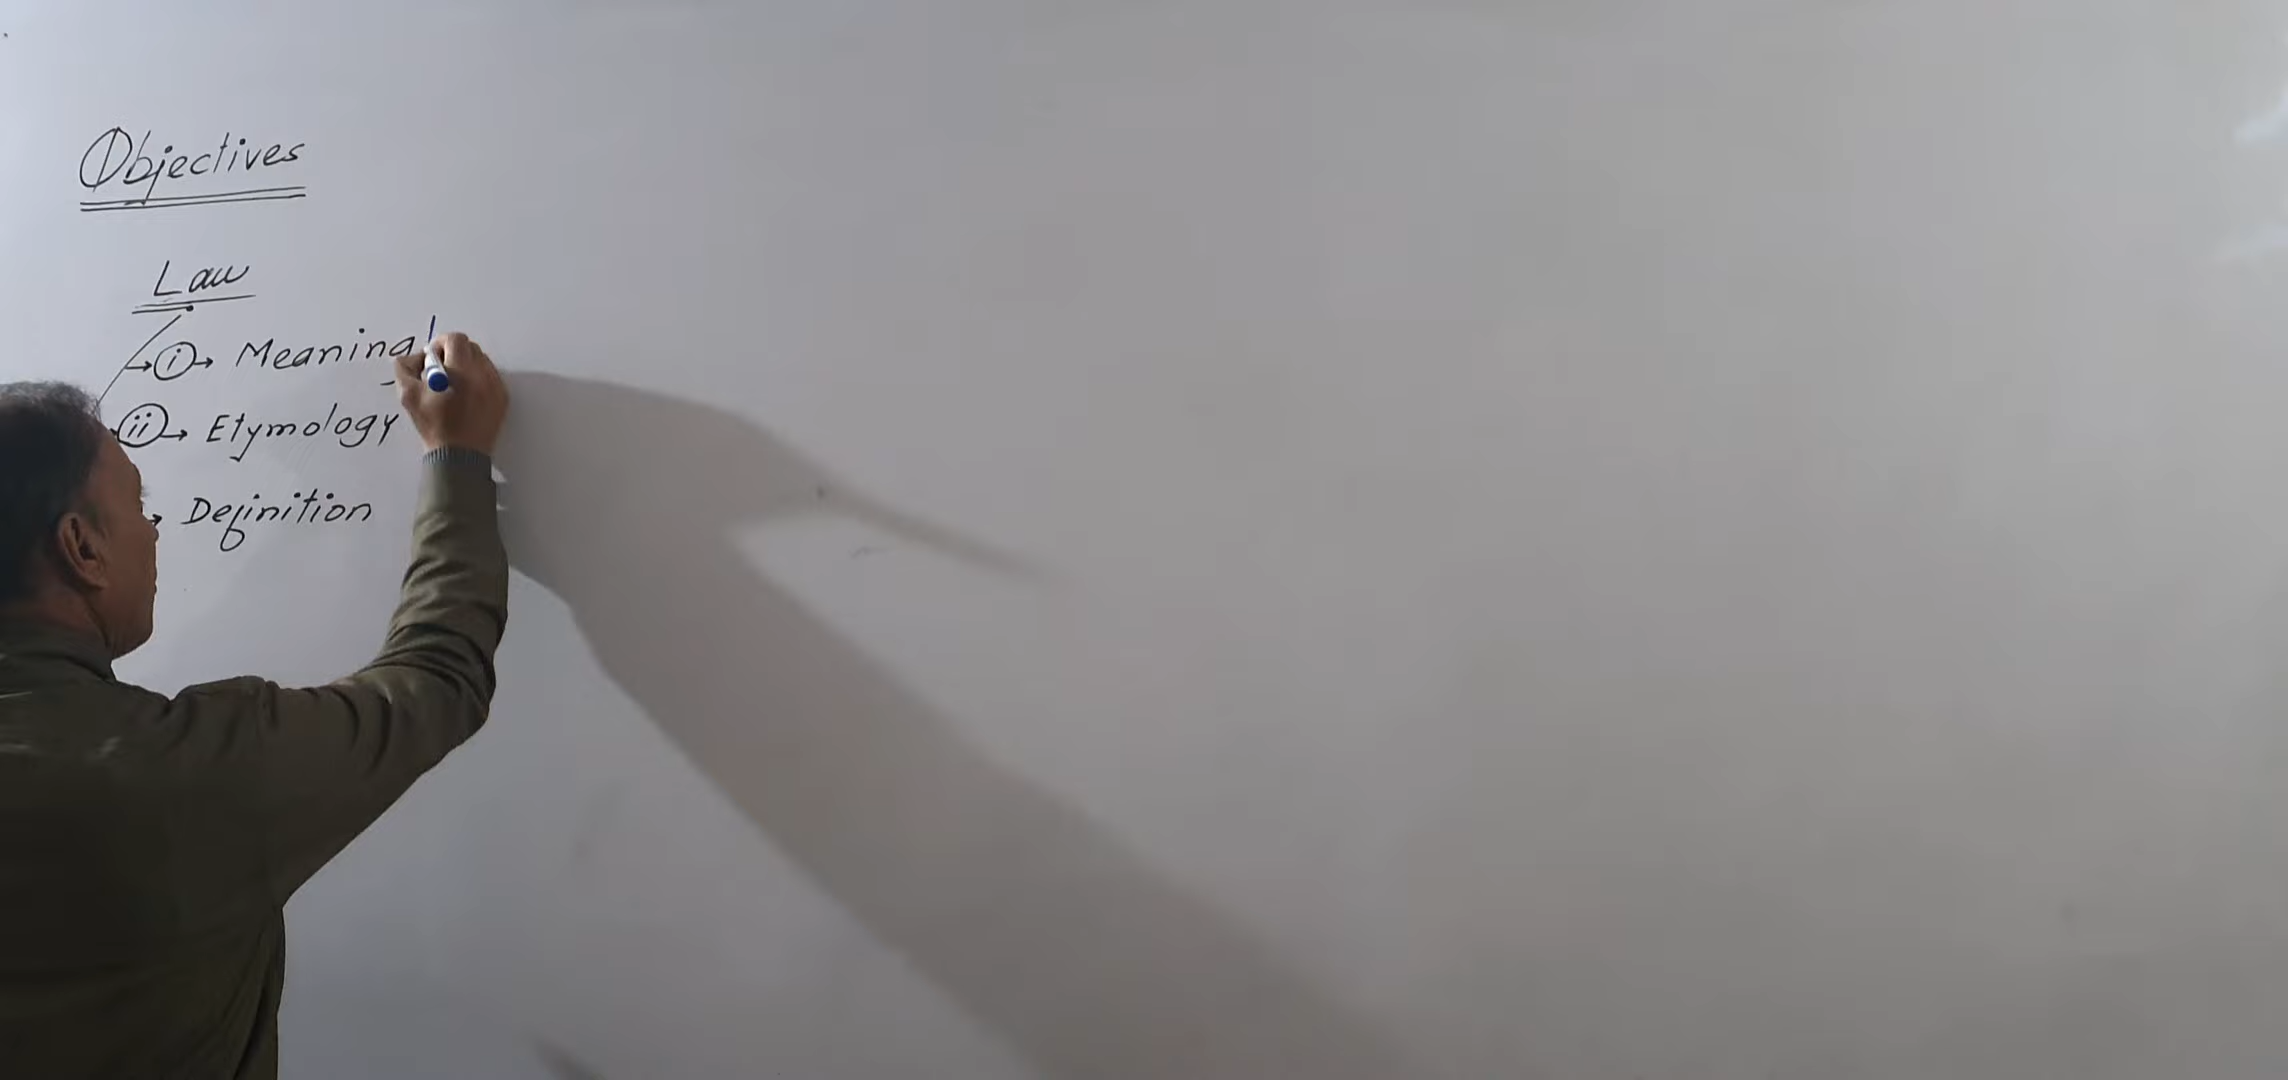 Objectives
Law
→ i → Meaning
ii → Etymology
→ Definition